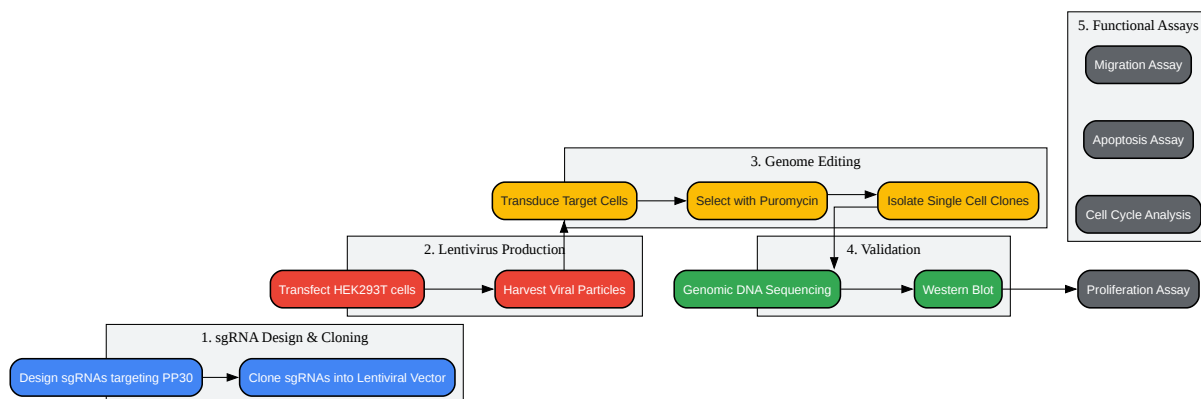 1. sgRNA Design & Cloning
Design sgRNAs targeting PP30
Clone sgRNAs into Lentiviral Vector
2. Lentivirus Production
Transfect HEK293T cells
Harvest Viral Particles
3. Genome Editing
Transduce Target Cells
Select with Puromycin
Isolate Single Cell Clones
4. Validation
Genomic DNA Sequencing
Western Blot
5. Functional Assays
Migration Assay
Apoptosis Assay
Cell Cycle Analysis
Proliferation Assay